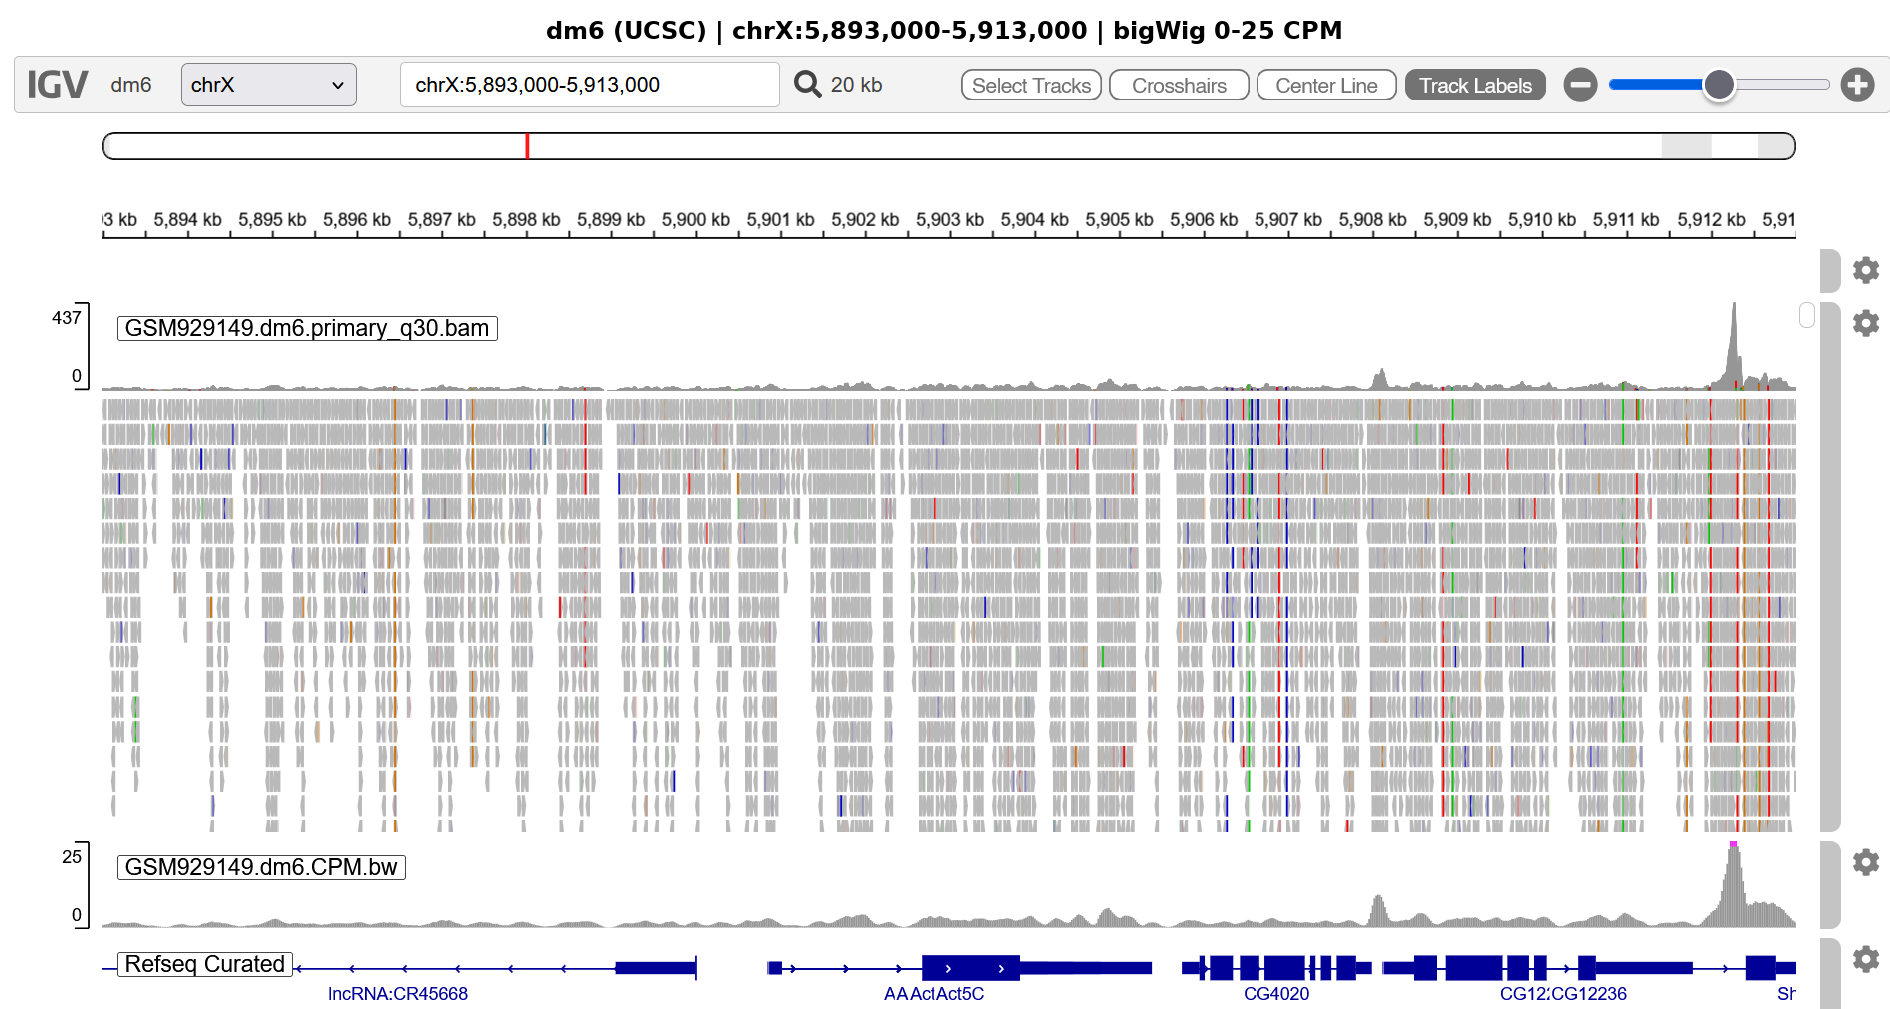 dm6 (UCSC) | chrX:5,893,000-5,913,000 | bigWig 0-25 CPM
IGV dm6 chrX chrX:5,893,000-5,913,000 20 kb Select Tracks Crosshairs Center Line Track Labels
3 kb 5,894 kb 5,895 kb 5,896 kb 5,897 kb 5,898 kb 5,899 kb 5,900 kb 5,901 kb 5,902 kb 5,903 kb 5,904 kb 5,905 kb 5,906 kb 5,907 kb 5,908 kb 5,909 kb 5,910 kb 5,911 kb 5,912 kb 5,91
437
GSM929149.dm6.primary_q30.bam
0
25
GSM929149.dm6.CPM.bw
0
Refseq Curated
lncRNA:CR45668 Act5C CG4020 CG12236 Sh